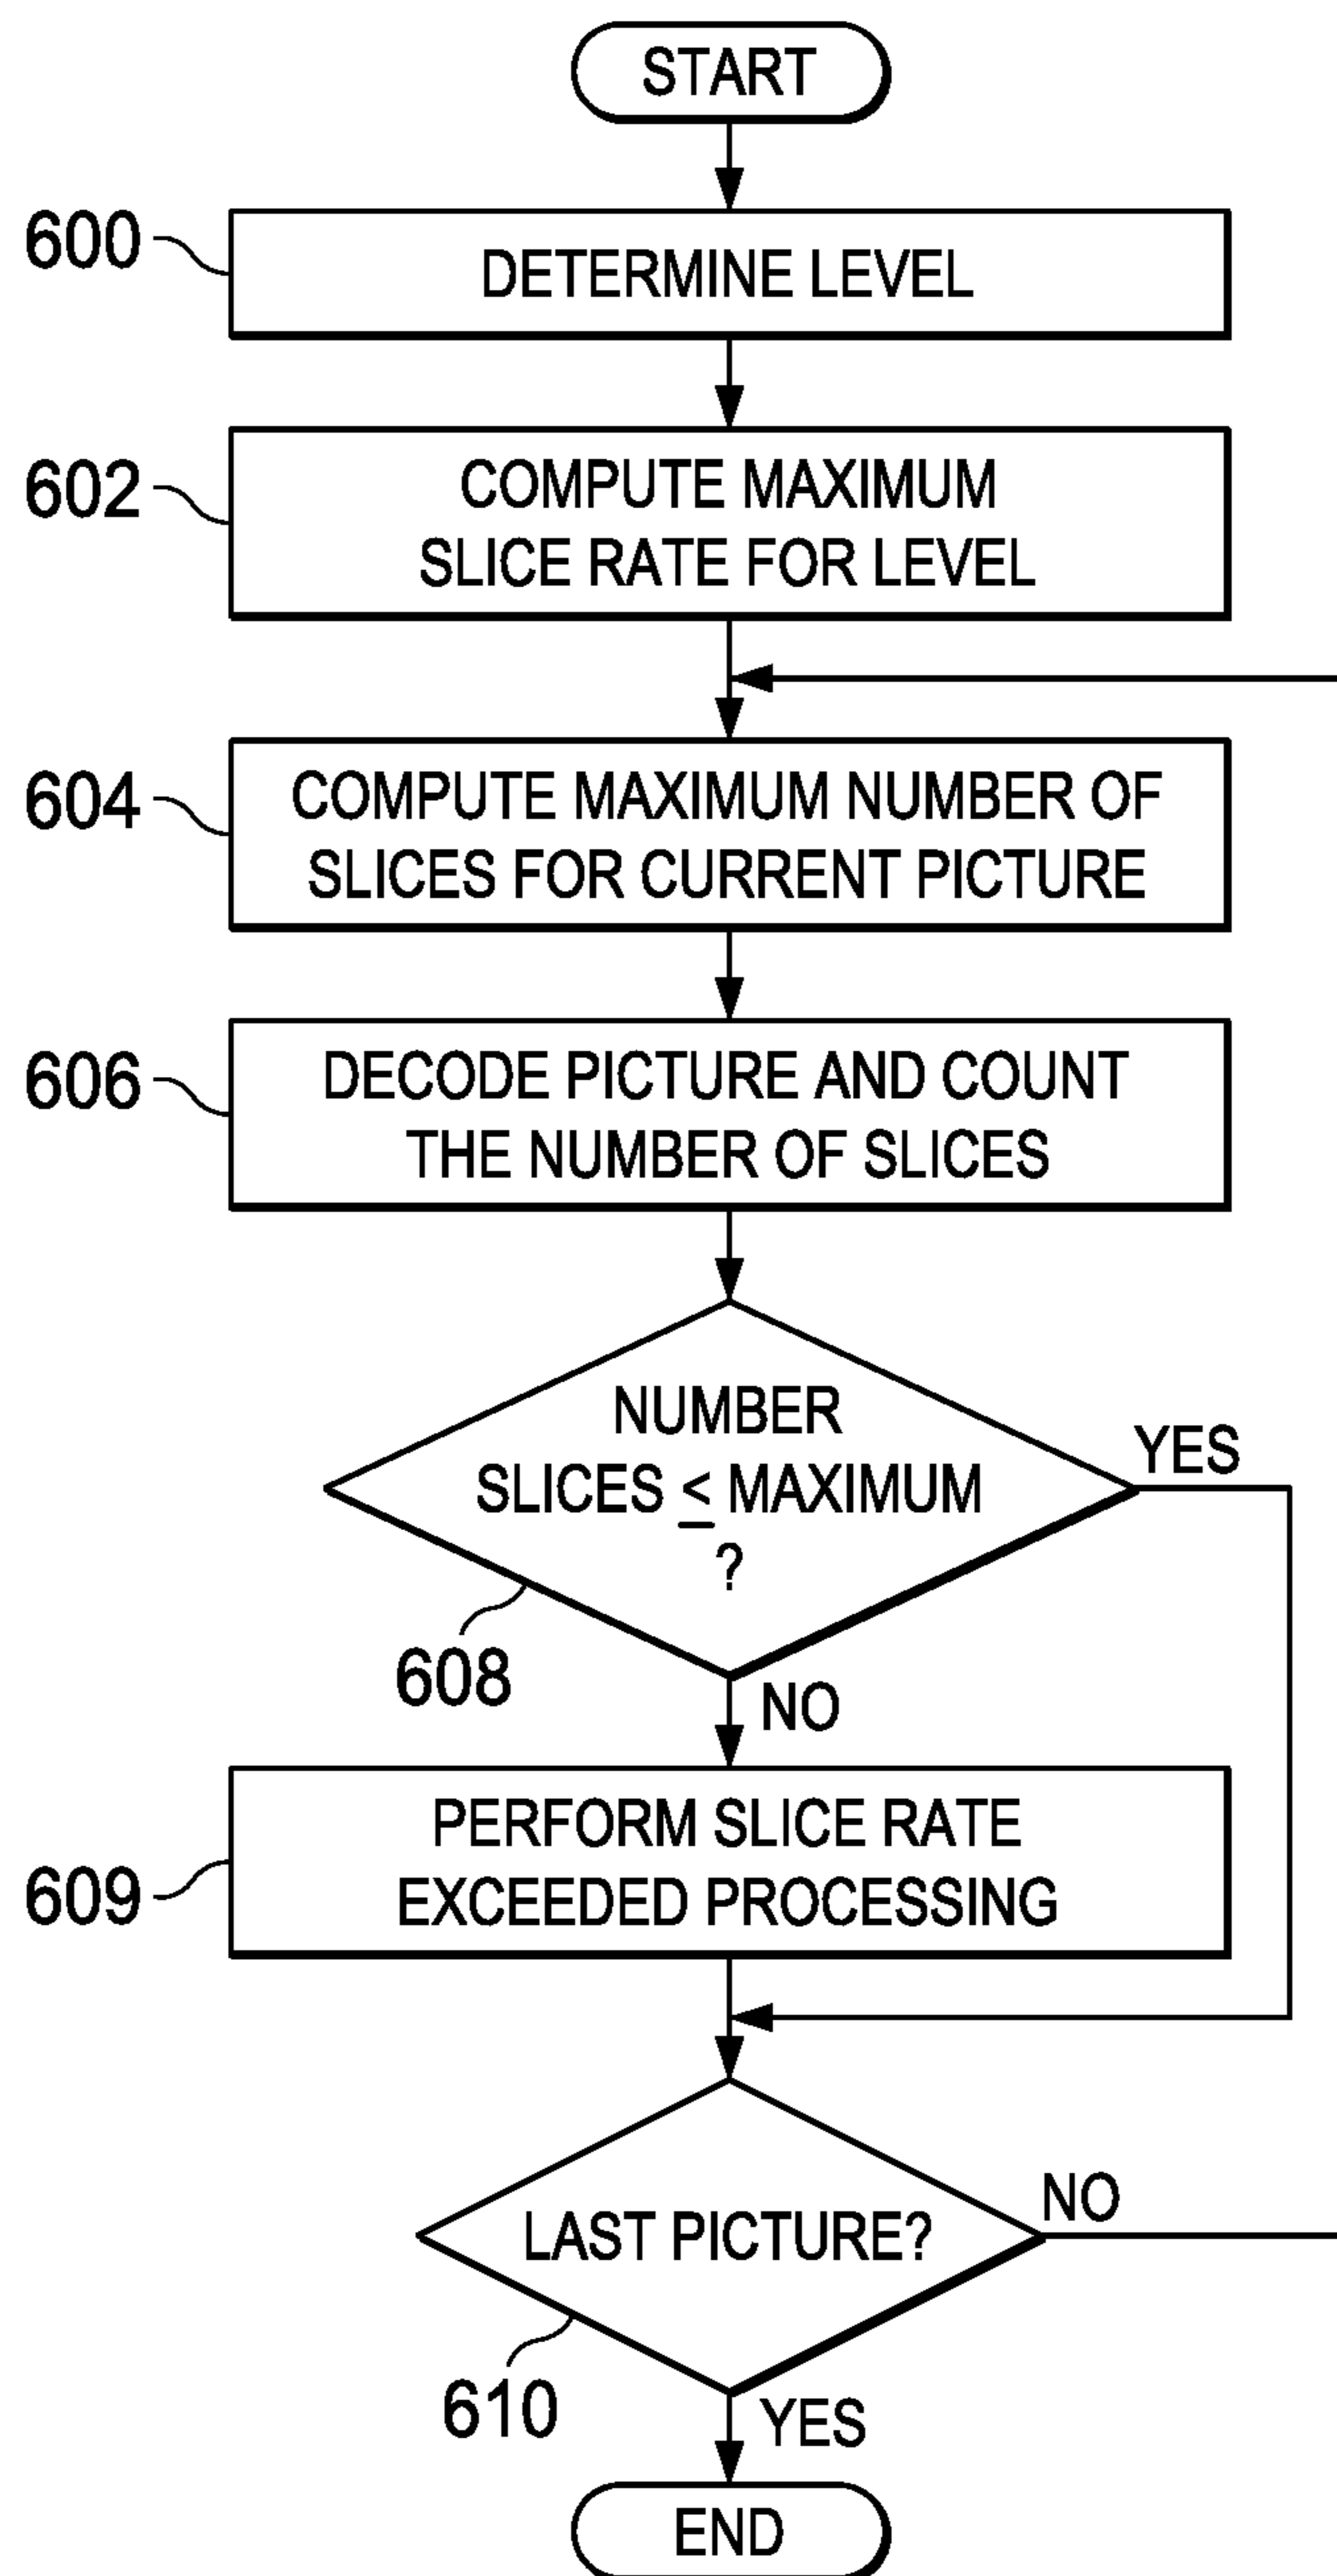 START
600
DETERMINE LEVEL
602
COMPUTE MAXIMUM
SLICE RATE FOR LEVEL
604
COMPUTE MAXIMUM NUMBER OF
SLICES FOR CURRENT PICTURE
606
DECODE PICTURE AND COUNT
THE NUMBER OF SLICES
NUMBER
SLICES ≤ MAXIMUM
?
YES
608
NO
609
PERFORM SLICE RATE
EXCEEDED PROCESSING
LAST PICTURE?
NO
610
YES
END